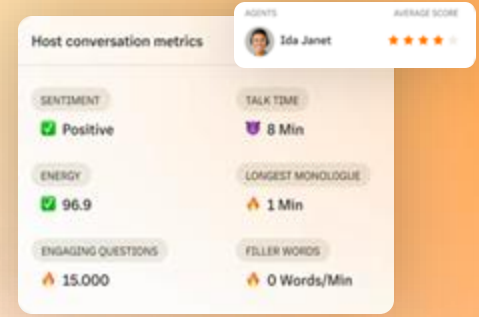 AGENTS AVERAGE SCORE
Ida Janet
Host conversation metrics
SENTIMENT TALK TIME
Positive 8 Min
ENERGY LONGEST MONOLOGUE
96.9 1 Min
ENGAGING QUESTIONS FILLER WORDS
15.000 0 Words/Min